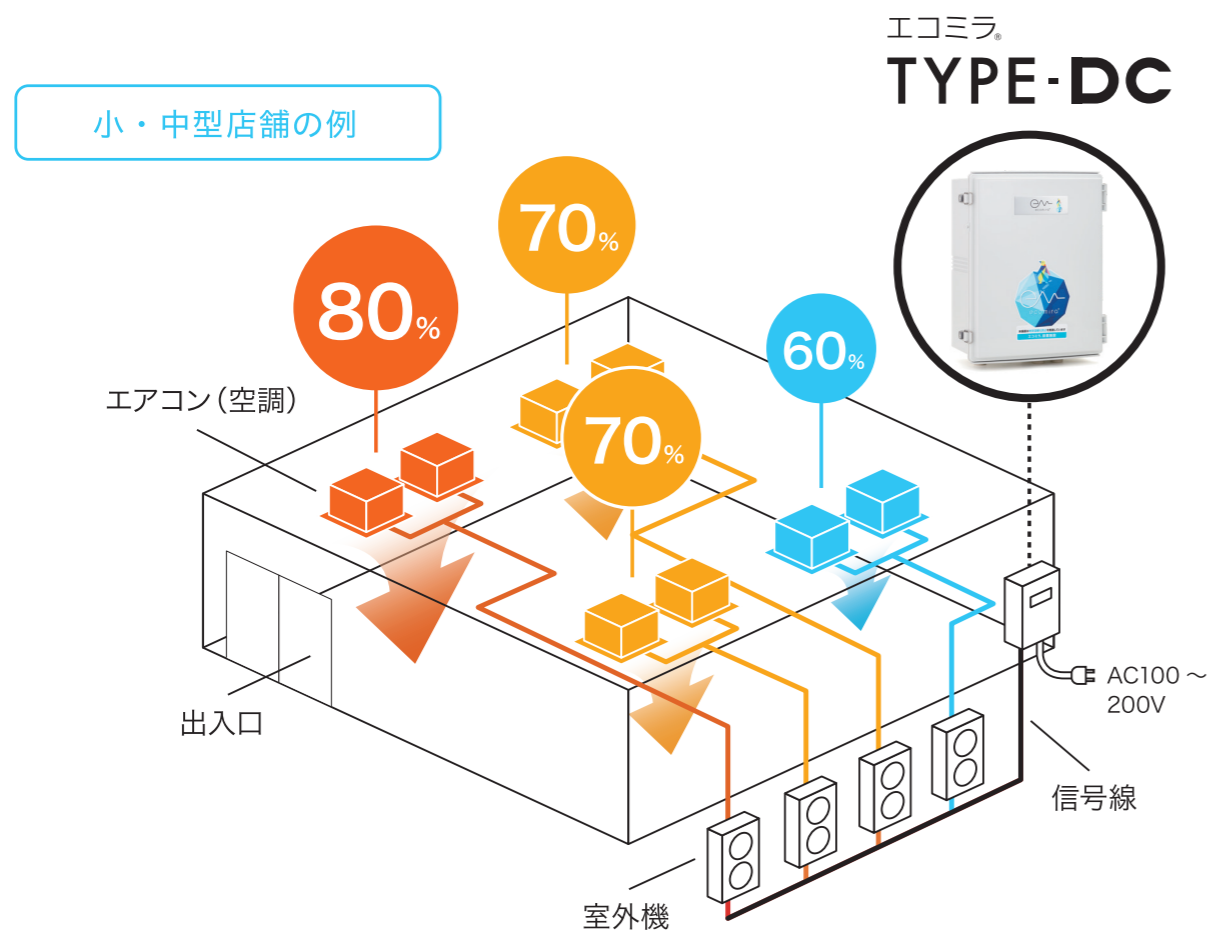 エコミラ®
TYPE-DC
小・中型店舗の例
70%
80%
60%
エアコン（空調）
70%
出入口
AC100～
200V
信号線
室外機